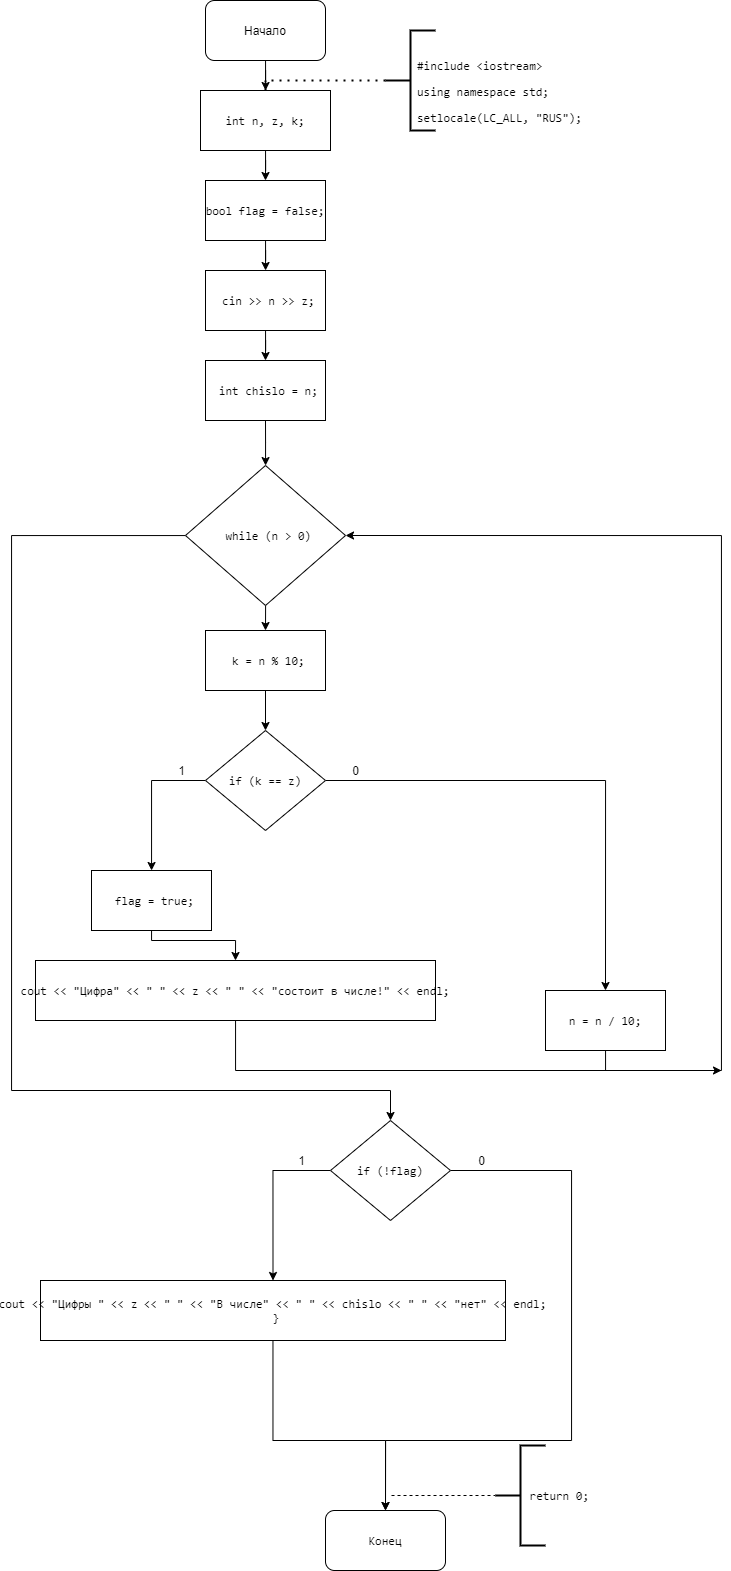 Начало
#include <iostream>
using namespace std;
setlocale(LC_ALL, "RUS");
int n, z, k;
bool flag = false;
cin >> n >> z;
int chislo = n;
while (n > 0)
k = n % 10;
1
if (k == z)
0
flag = true;
cout << "Цифра" << " " << z << " " << "состоит в числе!" << endl;
n = n / 10;
1
if (!flag)
0
cout << "Цифры " << z << " " << "В числе" << " " << chislo << " " << "нет" << endl;
}
return 0;
Конец